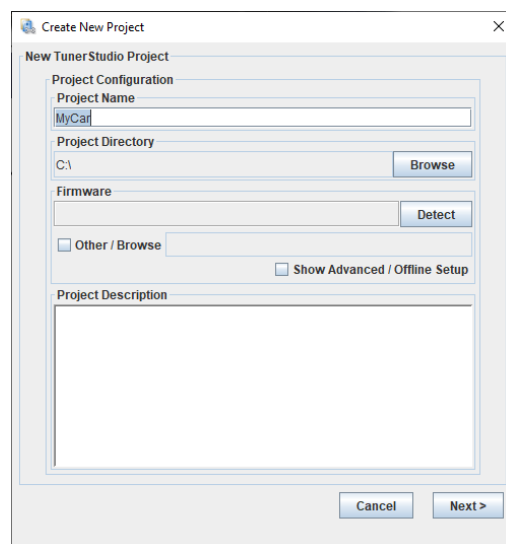 Create New Project
New TunerStudio Project
Project Configuration
Project Name
MyCar
Project Directory
C:\
Browse
Firmware
Detect
Other / Browse
Show Advanced / Offline Setup
Project Description
Cancel
Next >